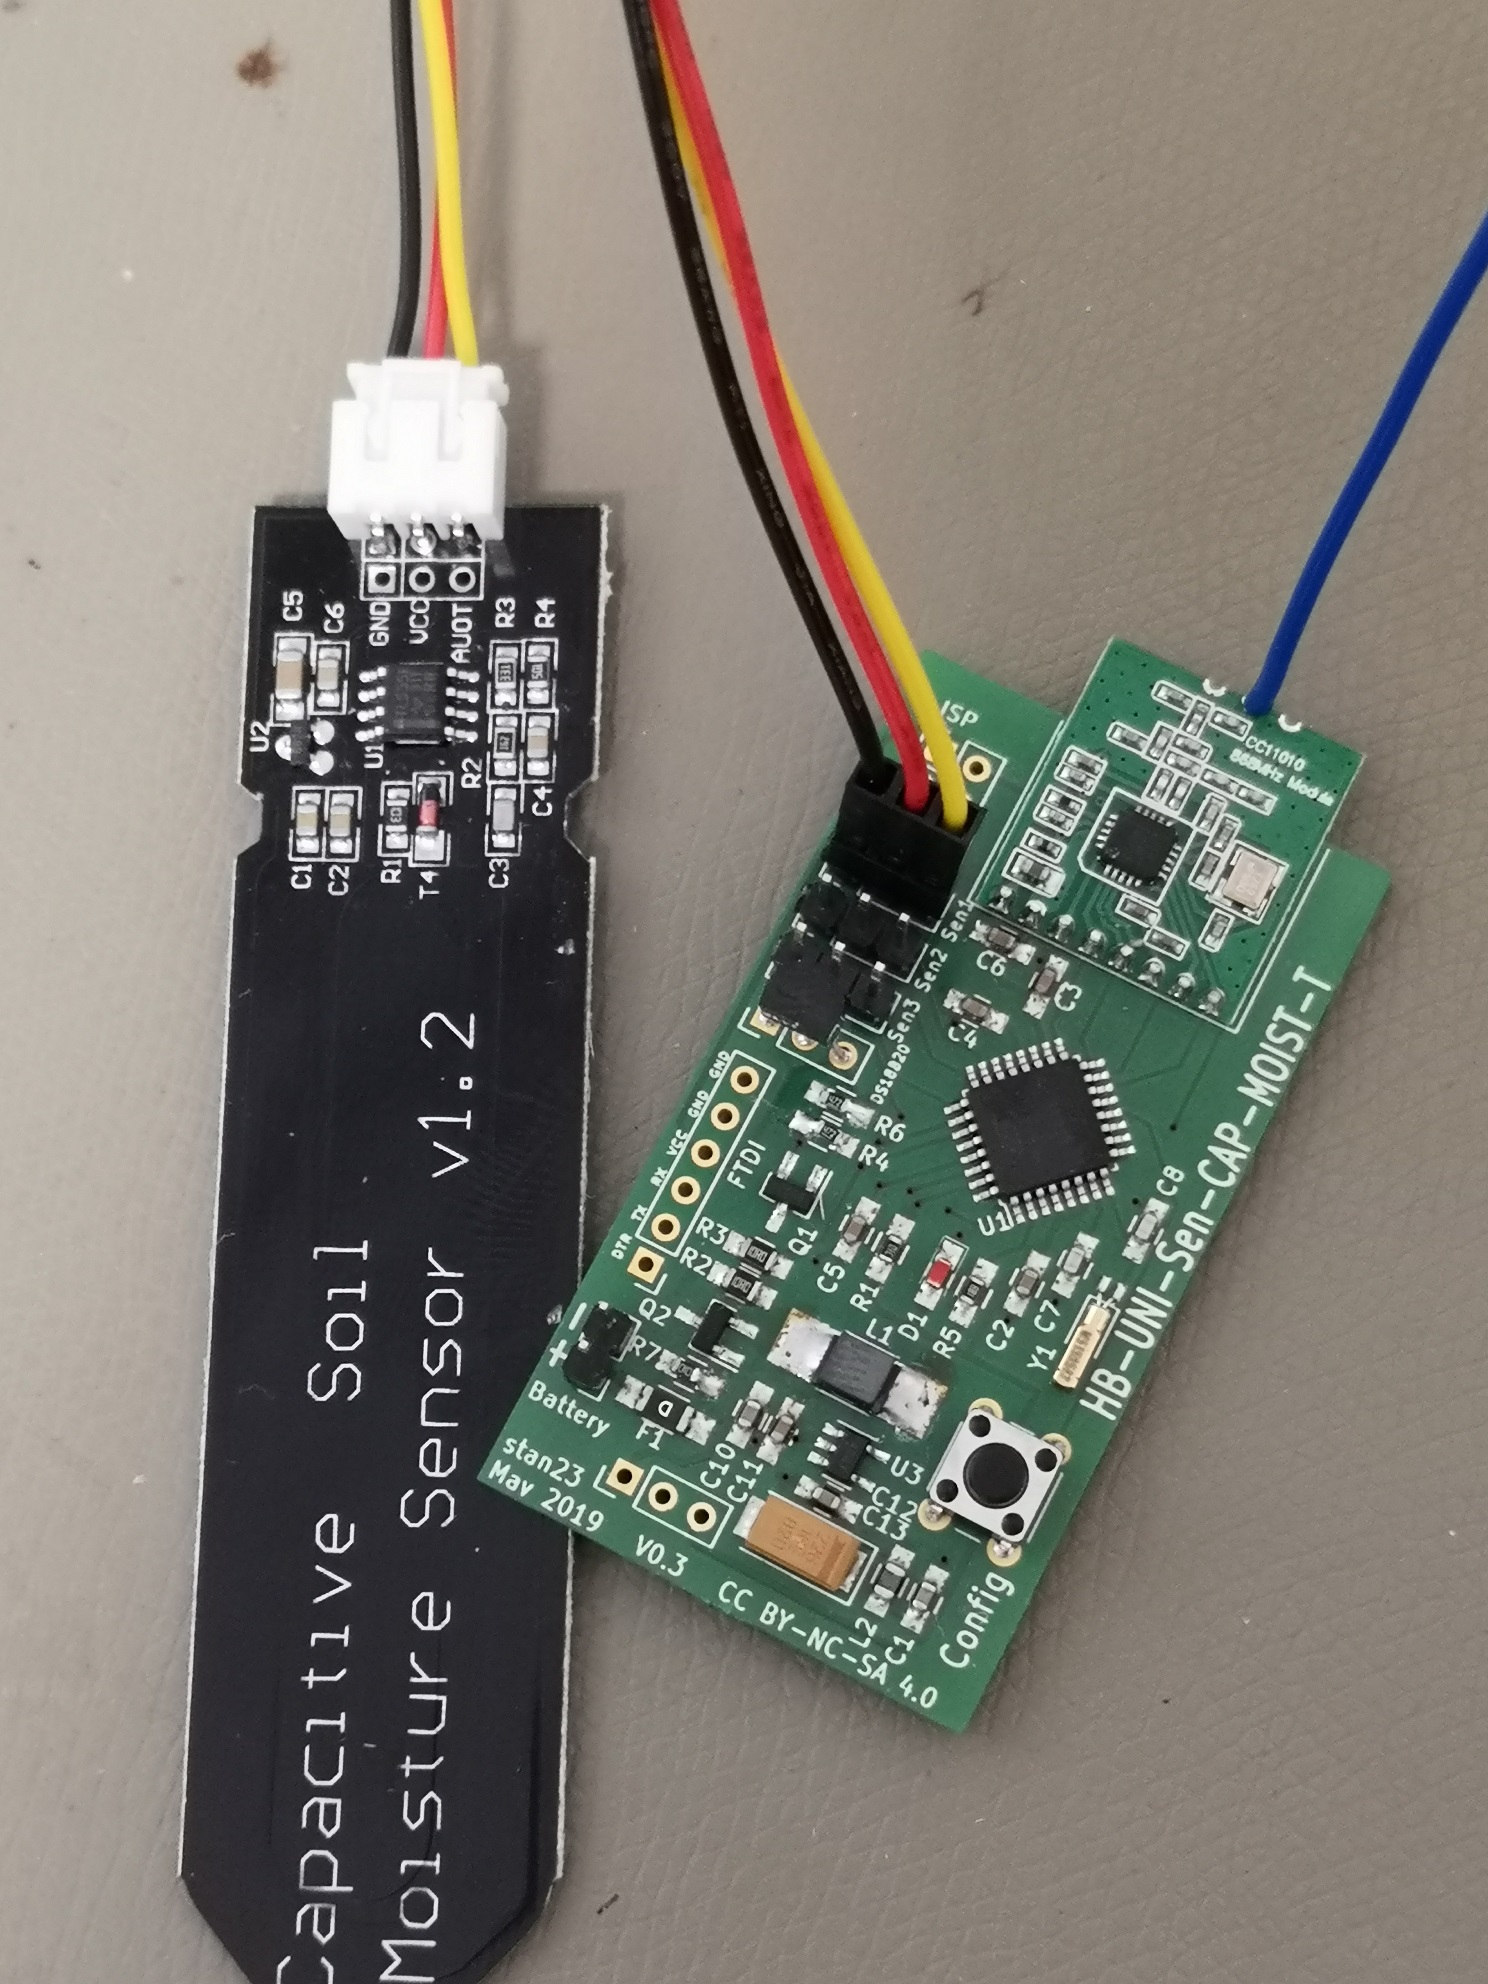 GND
VCC
AUOT
C5
C6
R3
R4
U2
U1
R2
C4
C1
C2
R1
T4
C3
Capacitive Soil
Moisture Sensor v1.2
ISP
CC1101O
868MHz Module
Sen1
Sen2
Sen3
DS18B20
C6
C3
C4
GND
GND
VCC
RX
TX
DTR
FTDI
R6
R4
Q1
R3
R2
C5
R1
D1
R5
C2
C7
C8
Y1
U1
HB-UNI-Sen-CAP-MOIST-T
Q2
R7
L1
- +
Battery
F1
C10
C11
U3
C12
C13
stan23
May 2019
V0.3
CC BY-NC-SA 4.0
L2
C1
Config